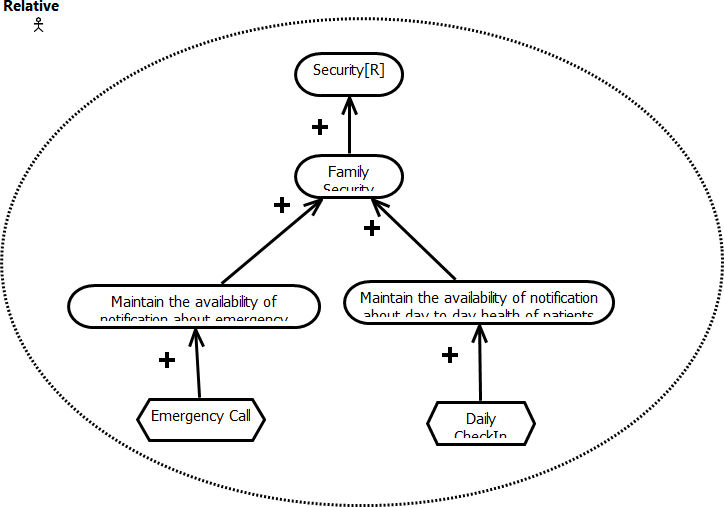 Relative
Security[R]
+
Family
Security
+
+
Maintain the availability of
notification about emergency
Maintain the availability of notification
about day to day health of patients
+
+
Emergency Call
Daily
CheckIn